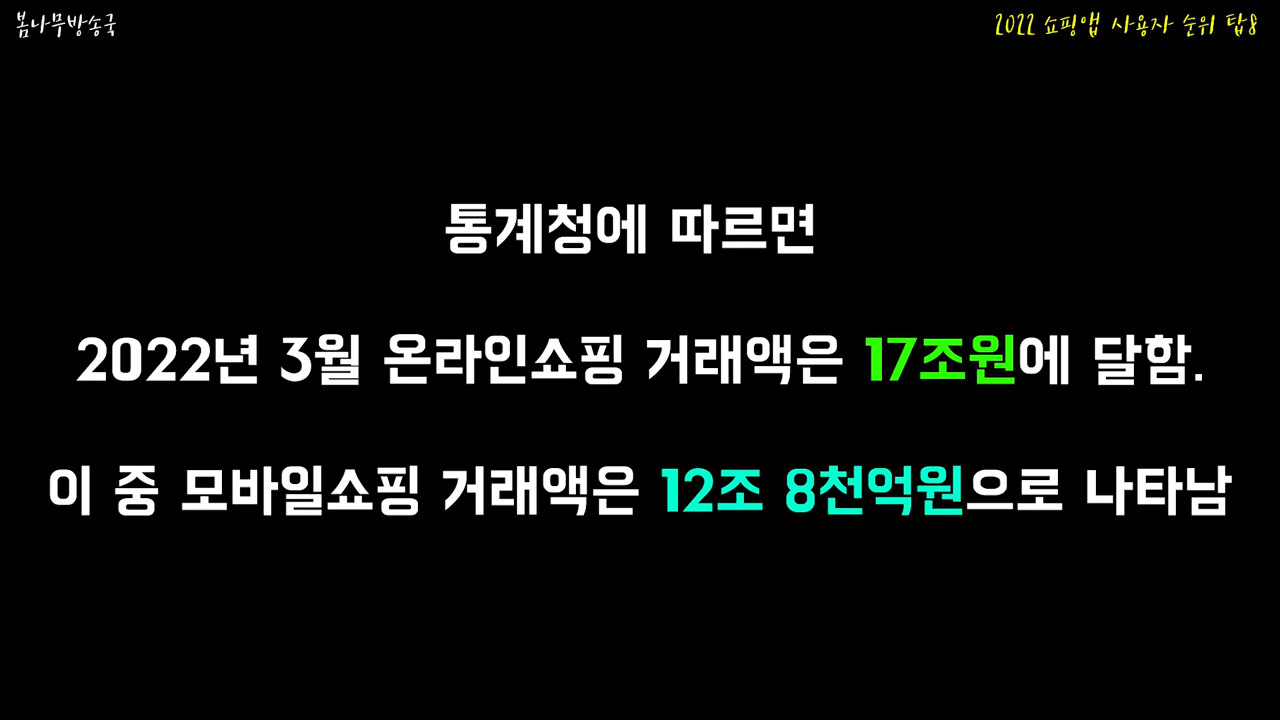 봄나무방송국
2022 쇼핑앱 사용자 순위 탑8
통계청에 따르면
2022년 3월 온라인쇼핑 거래액은 17조원에 달함.
이 중 모바일쇼핑 거래액은 12조 8천억원으로 나타남